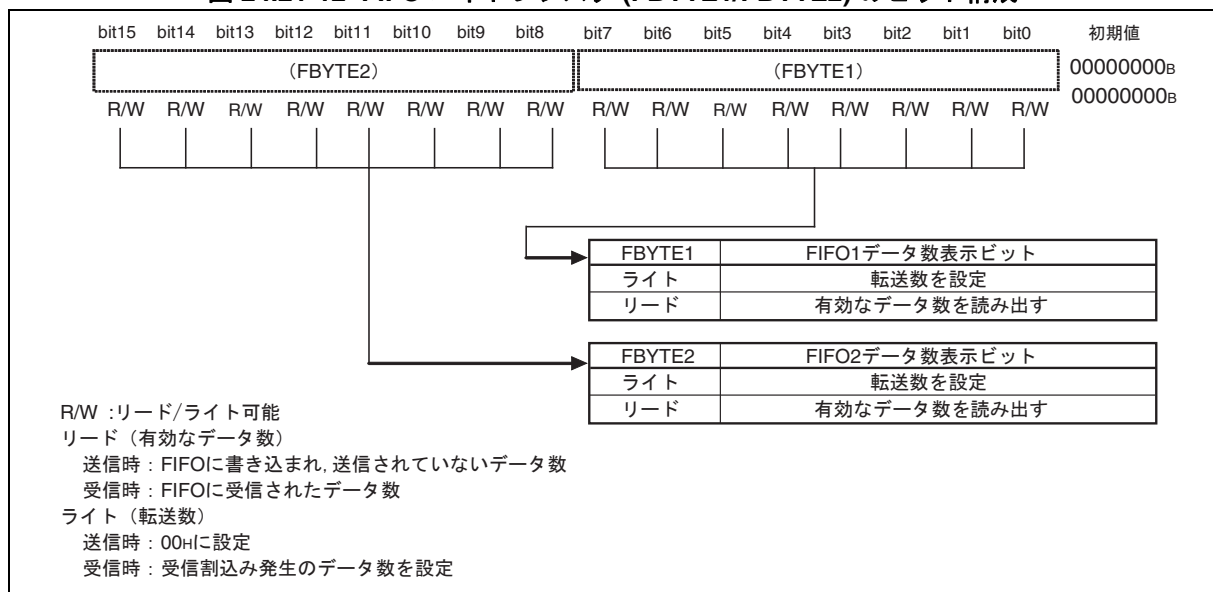 bit15 bit14 bit13 bit12 bit11 bit10 bit9 bit8 bit7 bit6 bit5 bit4 bit3 bit2 bit1 bit0 初期値
(FBYTE2) (FBYTE1) 00000000B
00000000B
R/W R/W R/W R/W R/W R/W R/W R/W R/W R/W R/W R/W R/W R/W R/W R/W
FBYTE1 FIFO1データ数表示ビット
ライト 転送数を設定
リード 有効なデータ数を読み出す
FBYTE2 FIFO2データ数表示ビット
ライト 転送数を設定
リード 有効なデータ数を読み出す
R/W :リード/ライト可能
リード（有効なデータ数）
送信時：FIFOに書き込まれ, 送信されていないデータ数
受信時：FIFOに受信されたデータ数
ライト（転送数）
送信時：00Hに設定
受信時：受信割込み発生のデータ数を設定